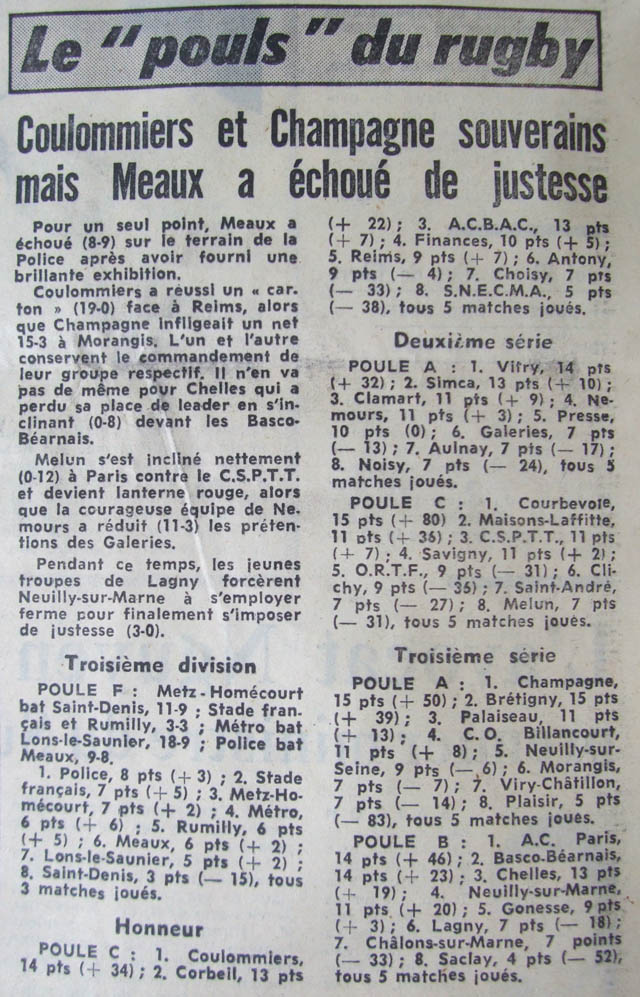 Le "pouls" du rugby
Coulommiers et Champagne souverains
mais Meaux a échoué de justesse
Pour un seul point, Meaux a
échoué (8-9) sur le terrain de la
Police après avoir fourni une
brillante exhibition.
Coulommiers a réussi un « car-
ton » (19-0) face à Reims, alors
que Champagne infligeait un net
15-3 à Morangis. L'un et l'autre
conservent le commandement de
leur groupe respectif. Il n'en va
pas de même pour Chelles qui a
perdu sa place de leader en s'in-
clinant (0-8) devant les Basco-
Béarnais.
Melun s'est incliné nettement
(0-12) à Paris contre le C.S.P.T.T.
et devient lanterne rouge, alors
que la courageuse équipe de Ne-
mours a réduit (11-3) les préten-
tions des Galeries.
Pendant ce temps, les jeunes
troupes de Lagny forcèrent
Neuilly-sur-Marne à s'employer
ferme pour finalement s'imposer
de justesse (3-0).
Troisième division
POULE F : Metz-Homécourt
bat Saint-Denis, 11-9 ; Stade fran-
çais et Rumilly, 3-3 ; Métro bat
Lons-le-Saunier, 18-9 ; Police bat
Meaux, 9-8.
1. Police, 8 pts (+ 3) ; 2. Stade
français, 7 pts (+ 5) ; 3. Metz-Ho-
mécourt, 7 pts (+ 2) ; 4. Métro,
6 pts (+ 6) ; 5. Rumilly, 6 pts
(+ 5) ; 6. Meaux, 6 pts (+ 2) ;
7. Lons-le-Saunier, 5 pts (+ 2) ;
8. Saint-Denis, 3 pts (— 15), tous
3 matches joués.
Honneur
POULE C : 1. Coulommiers,
14 pts (+ 34) ; 2. Corbeil, 13 pts
(+ 22) ; 3. A.C.B.A.C., 13 pts
(+ 7) ; 4. Finances, 10 pts (+ 5) ;
5. Reims, 9 pts (+ 7) ; 6. Antony,
9 pts (— 4) ; 7. Choisy, 7 pts
(— 33) ; 8. S.N.E.C.M.A., 5 pts
(— 38), tous 5 matches joués.
Deuxième série
POULE A : 1. Vitry, 14 pts
(+ 32) ; 2. Simca, 13 pts (+ 10) ;
3. Clamart, 11 pts (+ 9) ; 4. Ne-
mours, 11 pts (+ 3) ; 5. Presse,
10 pts (0) ; 6. Galeries, 7 pts
(— 13) ; 7. Aulnay, 7 pts (— 17) ;
8. Noisy, 7 pts (— 24), tous 5
matches joués.
POULE C : 1. Courbevoie,
15 pts (+ 80) 2. Maisons-Laffitte,
11 pts (+ 36) ; 3. C.S.P.T.T., 11 pts
(+ 7) ; 4. Savigny, 11 pts (+ 2) ;
5. O.R.T.F., 9 pts (— 31) ; 6. Cli-
chy, 9 pts (— 36) ; 7. Saint-André,
7 pts (— 27) ; 8. Melun, 7 pts
(— 31), tous 5 matches joués.
Troisième série
POULE A : 1. Champagne,
15 pts (+ 50) ; 2. Brétigny, 15 pts
(+ 39) ; 3. Palaiseau, 11 pts
(+ 13) ; 4. C.O. Billancourt,
11 pts (+ 8) ; 5. Neuilly-sur-
Seine, 9 pts (— 6) ; 6. Morangis,
7 pts (— 7) ; 7. Viry-Châtillon,
7 pts (— 14) ; 8. Plaisir, 5 pts
(— 83), tous 5 matches joués.
POULE B : 1. A.C. Paris,
14 pts (+ 46) ; 2. Basco-Béarnais,
14 pts (+ 23) ; 3. Chelles, 13 pts
(+ 19) ; 4. Neuilly-sur-Marne,
11 pts (+ 20) ; 5. Gonesse, 9 pts
(+ 3) ; 6. Lagny, 7 pts (— 18) ;
7. Châlons-sur-Marne, 7 points
(— 33) ; 8. Saclay, 4 pts (— 52),
tous 5 matches joués.